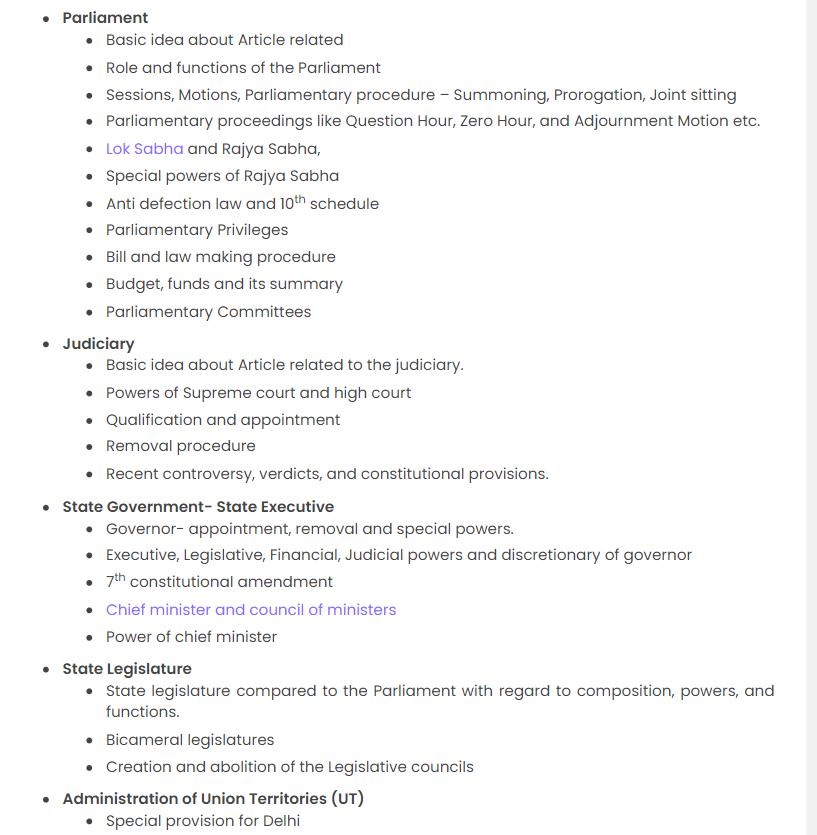 Parliament
Basic idea about Article related
Role and functions of the Parliament
Sessions, Motions, Parliamentary procedure – Summoning, Prorogation, Joint sitting
Parliamentary proceedings like Question Hour, Zero Hour, and Adjournment Motion etc.
Lok Sabha and Rajya Sabha,
Special powers of Rajya Sabha
Anti defection law and 10th schedule
Parliamentary Privileges
Bill and law making procedure
Budget, funds and its summary
Parliamentary Committees
Judiciary
Basic idea about Article related to the judiciary.
Powers of Supreme court and high court
Qualification and appointment
Removal procedure
Recent controversy, verdicts, and constitutional provisions.
State Government- State Executive
Governor- appointment, removal and special powers.
Executive, Legislative, Financial, Judicial powers and discretionary of governor
7th constitutional amendment
Chief minister and council of ministers
Power of chief minister
State Legislature
State legislature compared to the Parliament with regard to composition, powers, and
functions.
Bicameral legislatures
Creation and abolition of the Legislative councils
Administration of Union Territories (UT)
Special provision for Delhi